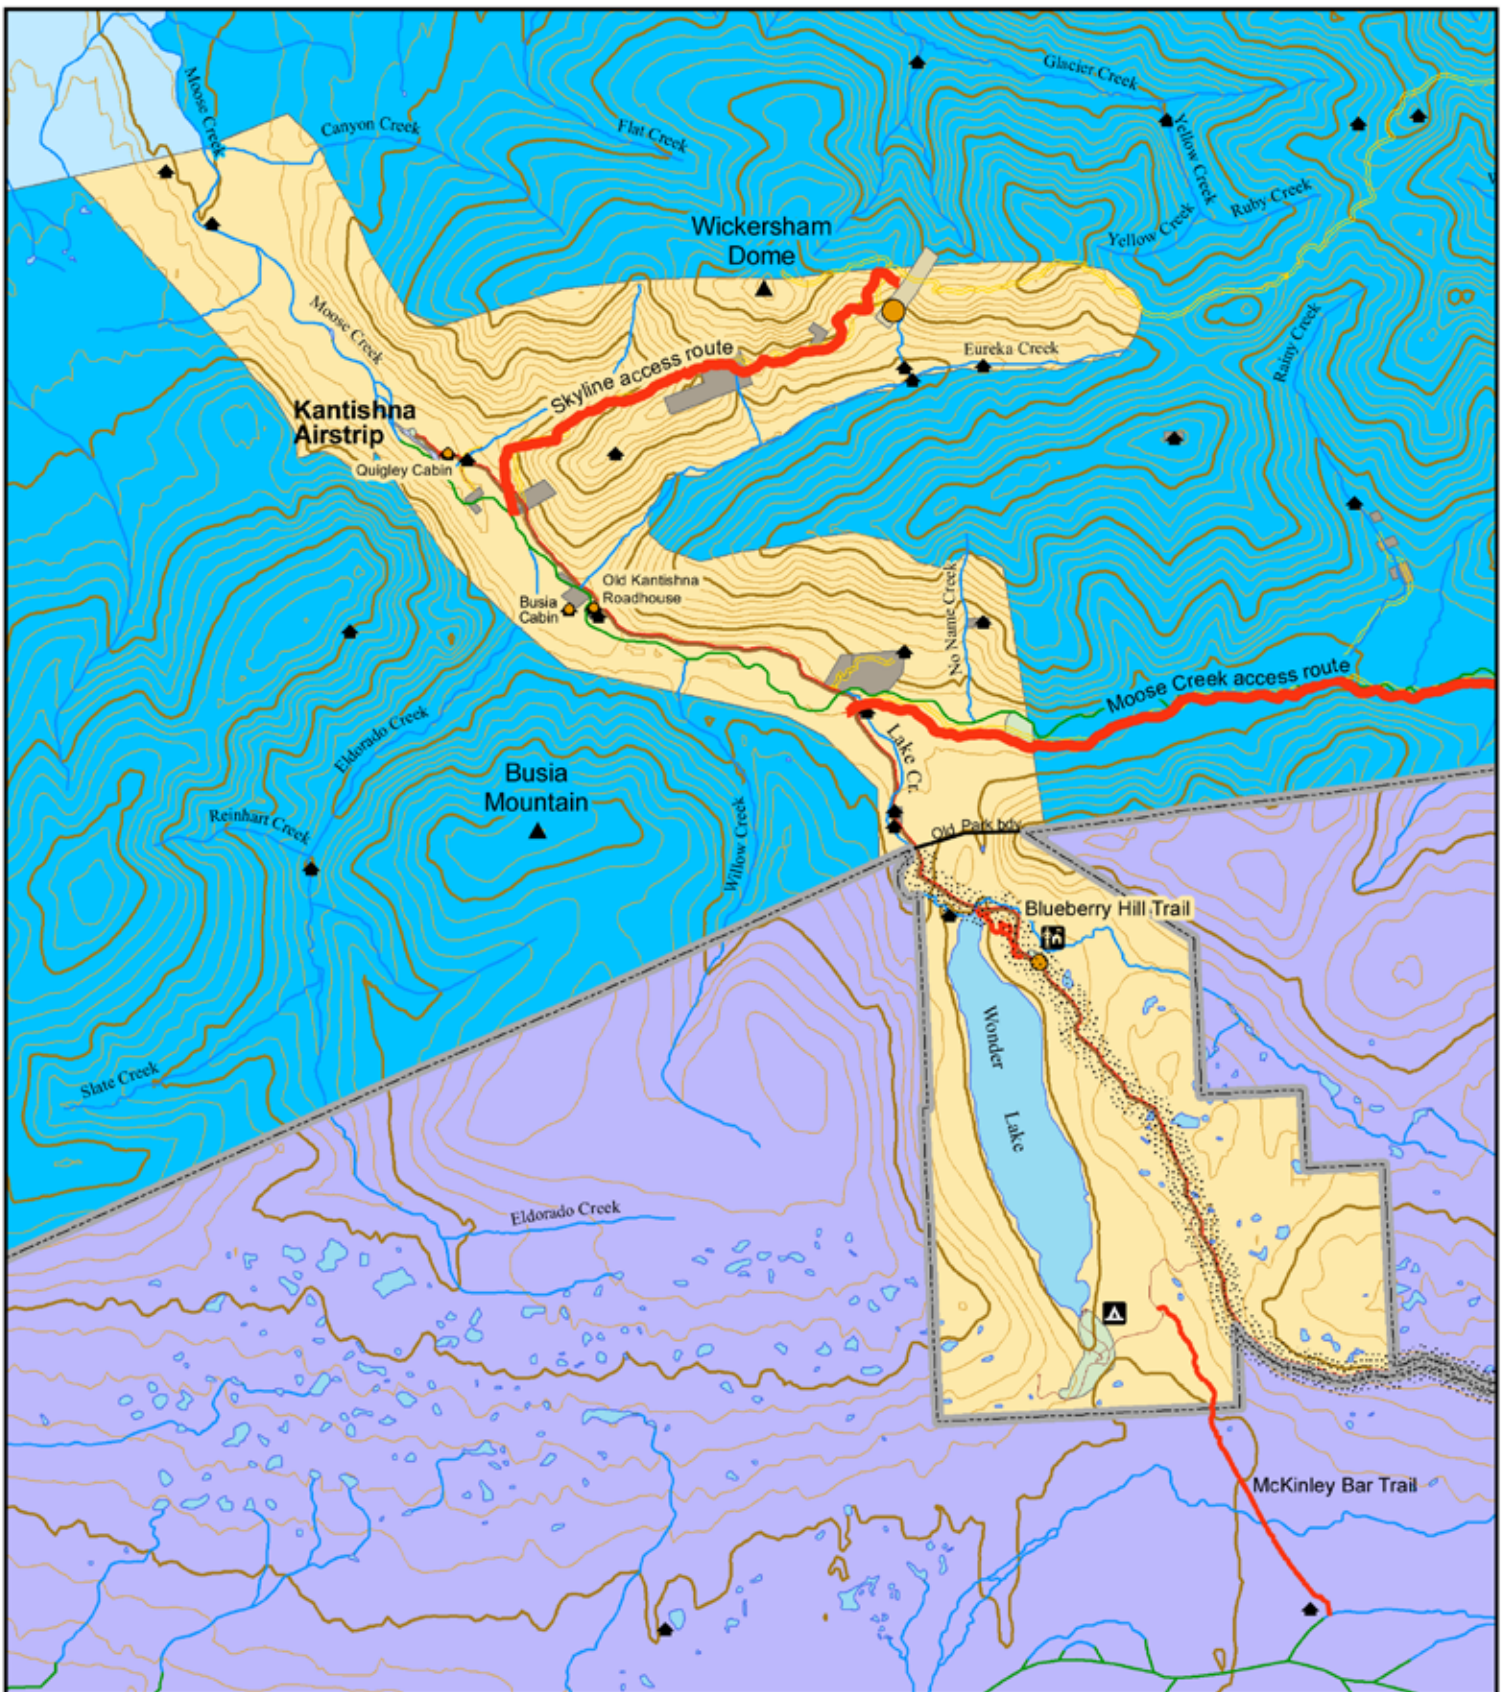 Moose Creek
Canyon Creek
Flat Creek
Glacier Creek
Yellow Creek
Ruby Creek
Yellow Creek
Wickersham
Dome
Moose Creek
Eureka Creek
Rainy Creek
Skyline access route
Kantishna
Airstrip
Quigley Cabin
Old Kantishna
Roadhouse
Busia
Cabin
No Name Creek
Moose Creek access route
Eldorado Creek
Lake Cr.
Busia
Mountain
Reinhart Creek
Willow Creek
Old Park bdy
Blueberry Hill Trail
Wonder
Lake
Slate Creek
Eldorado Creek
McKinley Bar Trail